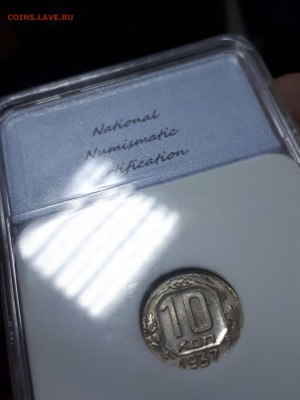 COINS.LAVE.RU
National
Numismatic
10
КОП
1937